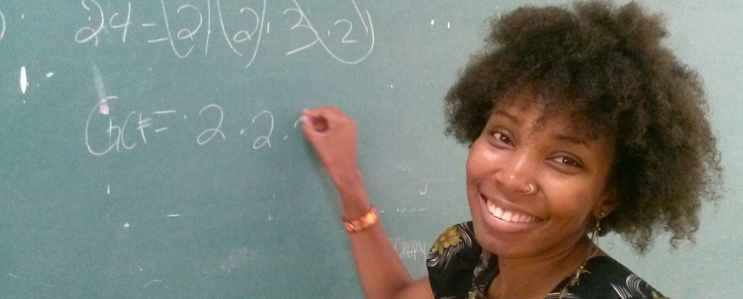 24 = 2 · 2 · 3 · 2
GCF = 2 · 2 ·